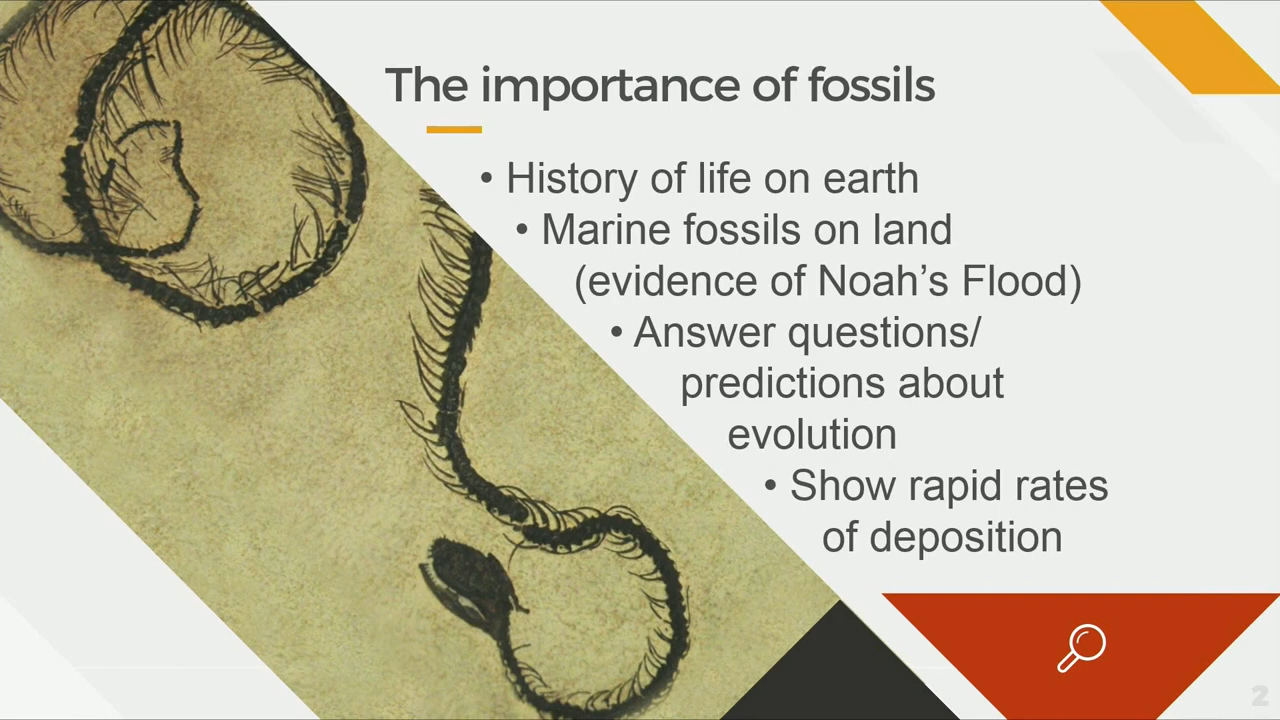 The importance of fossils
• History of life on earth
• Marine fossils on land
(evidence of Noah’s Flood)
• Answer questions/
predictions about
evolution
• Show rapid rates
of deposition
2